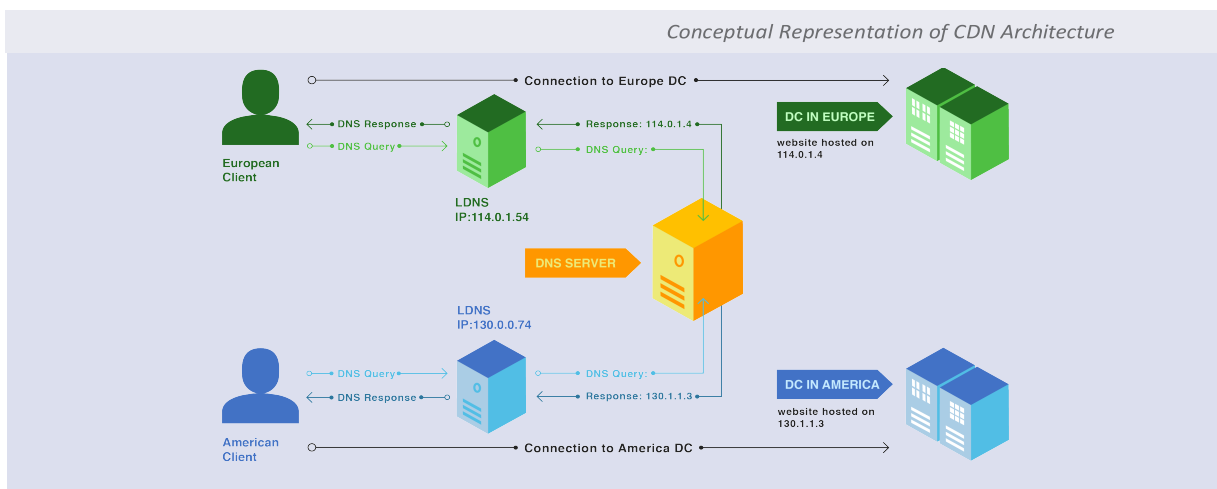 Conceptual Representation of CDN Architecture
Connection to Europe DC
DNS Response
Response: 114.0.1.4
DC IN EUROPE
DNS Query
DNS Query:
website hosted on
114.0.1.4
European
Client
LDNS
IP:114.0.1.54
DNS SERVER
LDNS
IP:130.0.0.74
DNS Query
DNS Query:
DC IN AMERICA
DNS Response
Response: 130.1.1.3
website hosted on
130.1.1.3
American
Client
Connection to America DC